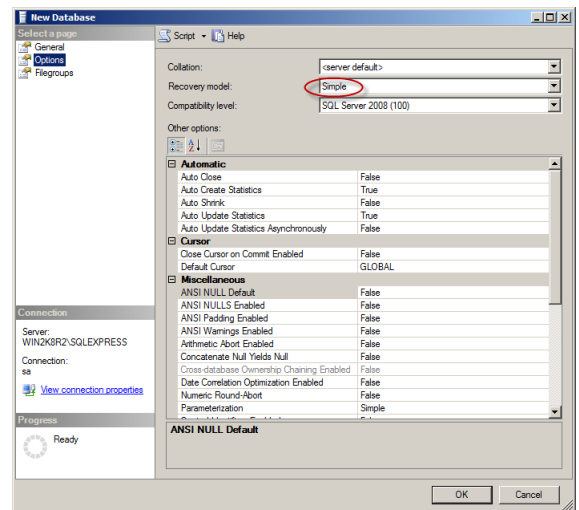 New Database
Select a page
General
Options
Filegroups
Script Help
Collation: <server default>
Recovery model: Simple
Compatibility level: SQL Server 2008 (100)
Other options:
Automatic
Auto Close False
Auto Create Statistics True
Auto Shrink False
Auto Update Statistics True
Auto Update Statistics Asynchronously False
Cursor
Close Cursor on Commit Enabled False
Default Cursor GLOBAL
Miscellaneous
ANSI NULL Default False
ANSI NULLS Enabled False
ANSI Padding Enabled False
ANSI Warnings Enabled False
Arithmetic Abort Enabled False
Concatenate Null Yields Null False
Cross-database Ownership Chaining Enabled False
Date Correlation Optimization Enabled False
Numeric Round-Abort False
Parameterization Simple
ANSI NULL Default
Connection
Server:
WIN2K8R2\SQLEXPRESS
Connection:
sa
View connection properties
Progress
Ready
OK Cancel